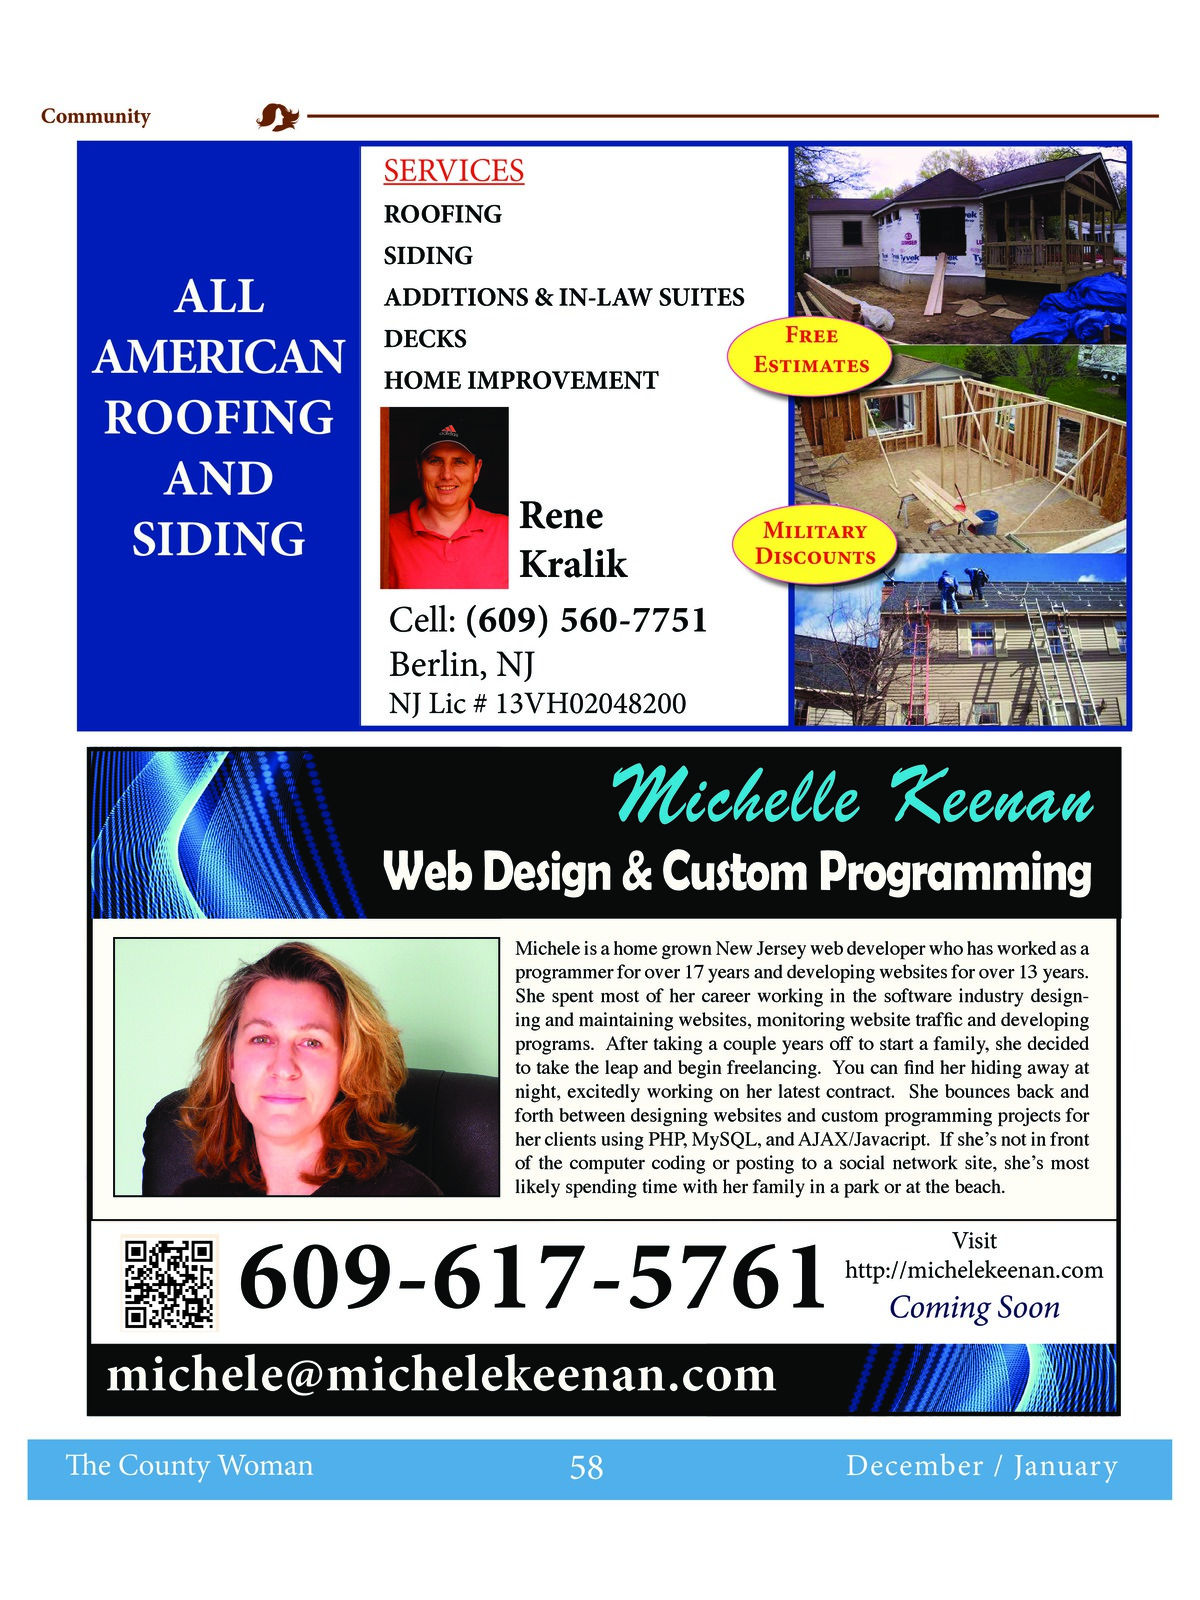 Community
ALL
AMERICAN
ROOFING
AND
SIDING
SERVICES
ROOFING
SIDING
ADDITIONS & IN-LAW SUITES
DECKS
HOME IMPROVEMENT
Rene
Kralik
Cell: (609) 560-7751
Berlin, NJ
NJ Lic # 13VH02048200
Free
Estimates
Military
Discounts
Tyvek
adidas
Michelle Keenan
Web Design & Custom Programming
Michele is a home grown New Jersey web developer who has worked as a
programmer for over 17 years and developing websites for over 13 years.
She spent most of her career working in the software industry design-
ing and maintaining websites, monitoring website traffic and developing
programs. After taking a couple years off to start a family, she decided
to take the leap and begin freelancing. You can find her hiding away at
night, excitedly working on her latest contract. She bounces back and
forth between designing websites and custom programming projects for
her clients using PHP, MySQL, and AJAX/Javacript. If she's not in front
of the computer coding or posting to a social network site, she's most
likely spending time with her family in a park or at the beach.
609-617-5761
Visit
http://michelekeenan.com
Coming Soon
michele@michelekeenan.com
The County Woman
58
December / January